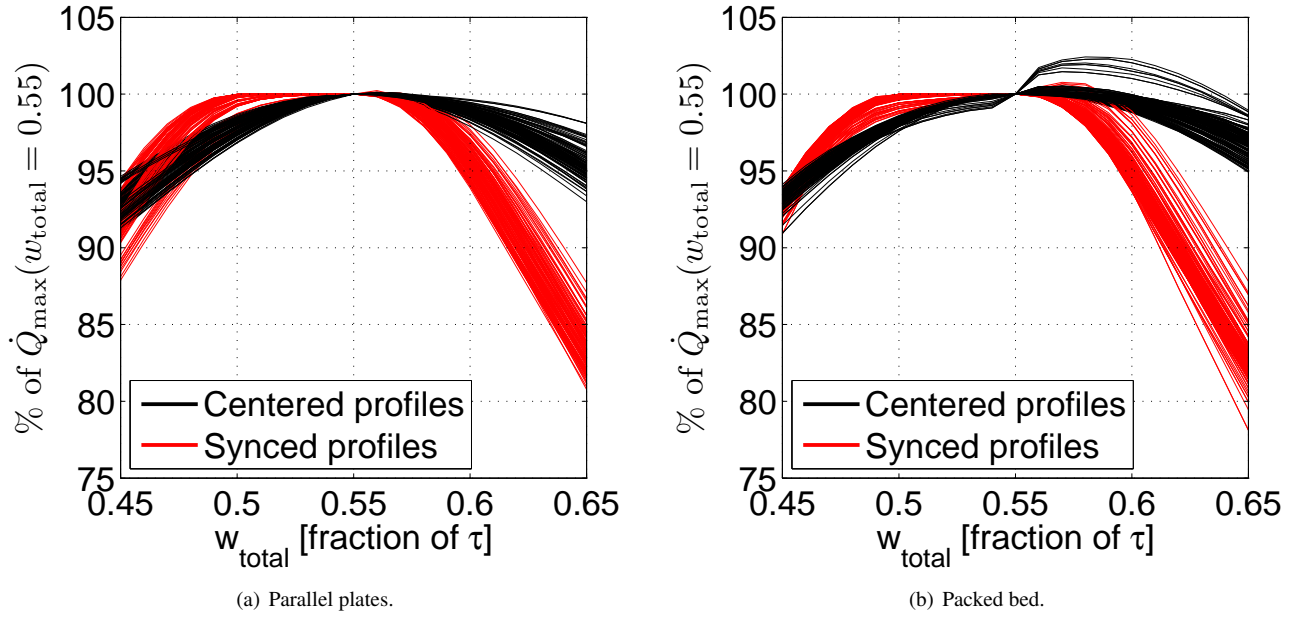 105
100
95
90
85
80
75
% of Q̇max(wtotal = 0.55)
Centered profiles
Synced profiles
0.45 0.5 0.55 0.6 0.65
w_total [fraction of τ]
(a) Parallel plates.
105
100
95
90
85
80
75
% of Q̇max(wtotal = 0.55)
Centered profiles
Synced profiles
0.45 0.5 0.55 0.6 0.65
w_total [fraction of τ]
(b) Packed bed.